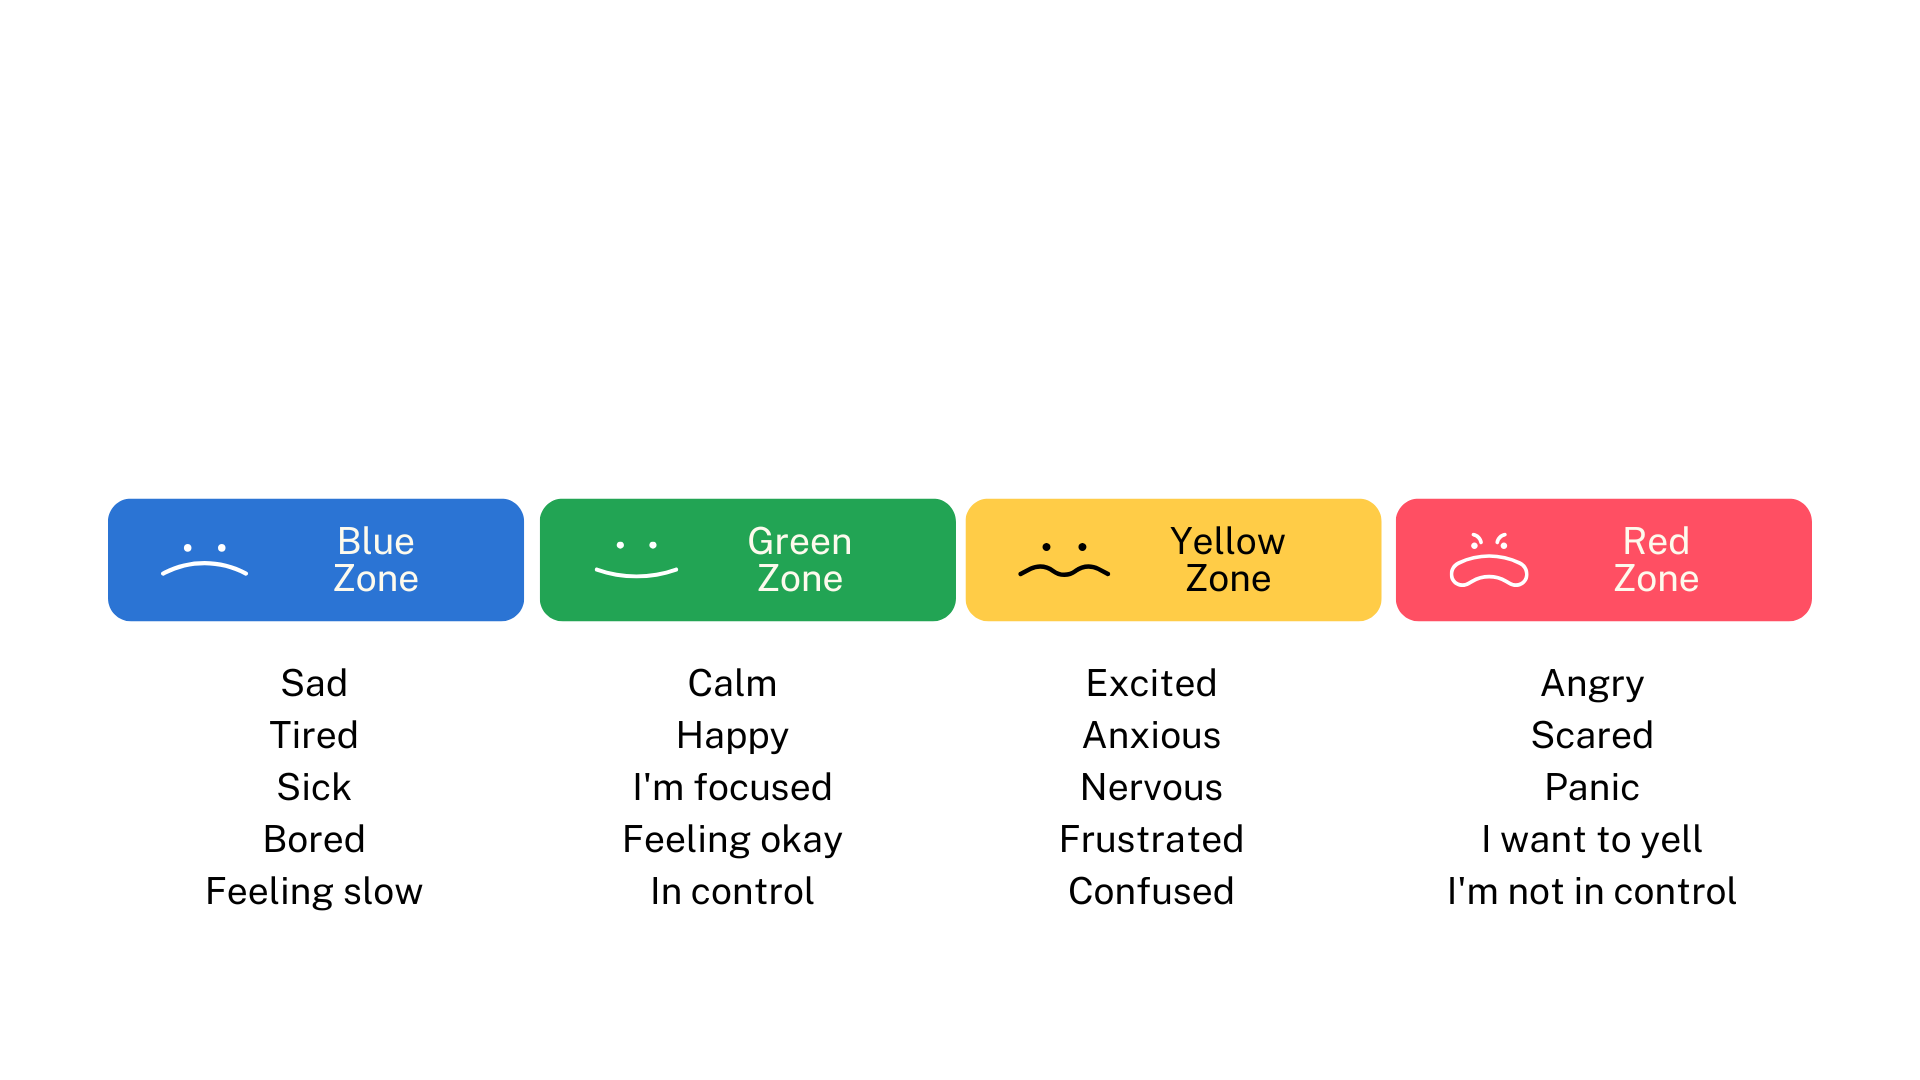 Blue
Zone
Green
Zone
Yellow
Zone
Red
Zone
Sad
Tired
Sick
Bored
Feeling slow
Calm
Happy
I'm focused
Feeling okay
In control
Excited
Anxious
Nervous
Frustrated
Confused
Angry
Scared
Panic
I want to yell
I'm not in control